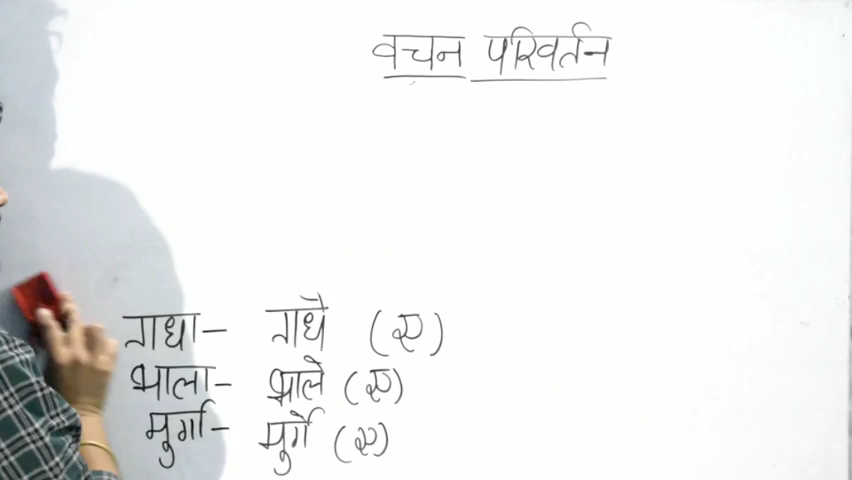 वचन परिवर्तन
गधा - गधे (ए)
भाला - भाले (ए)
मुर्गा - मुर्गे (ए)